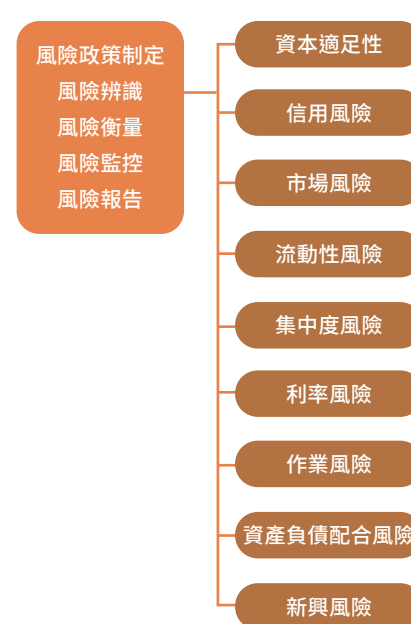 風險政策制定
風險辨識
風險衡量
風險監控
風險報告
資本適足性
信用風險
市場風險
流動性風險
集中度風險
利率風險
作業風險
資產負債配合風險
新興風險